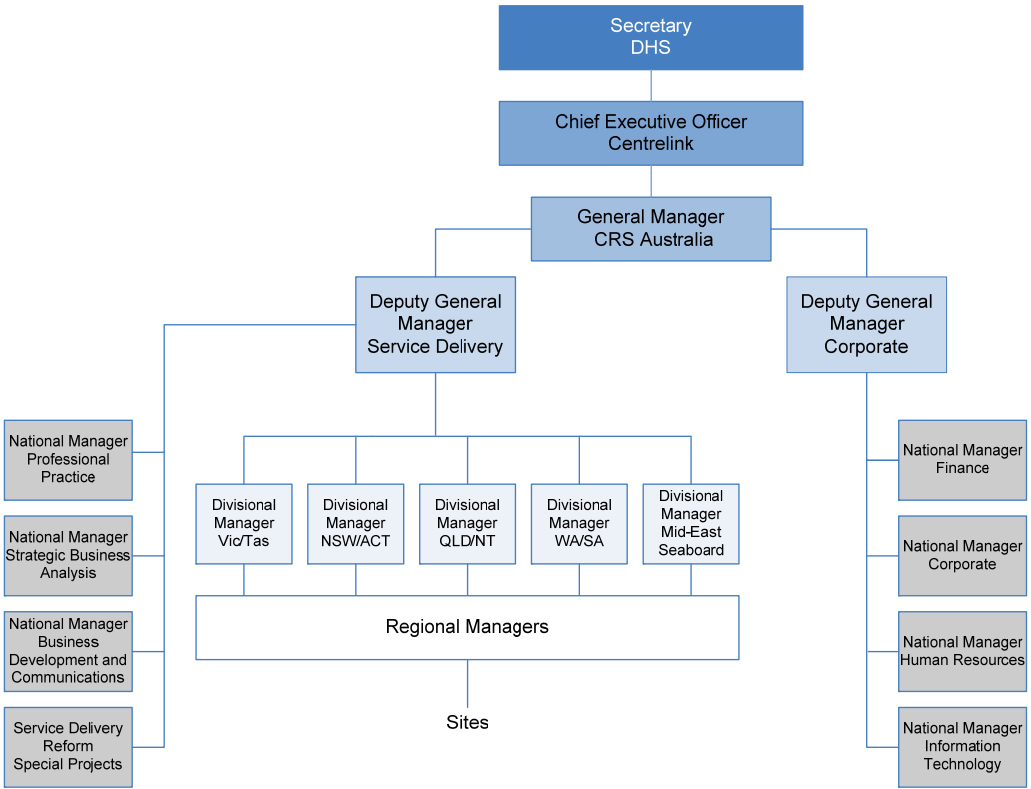 Secretary
DHS
Chief Executive Officer
Centrelink
General Manager
CRS Australia
Deputy General
Manager
Service Delivery
Deputy General
Manager
Corporate
National Manager
Professional
Practice
National Manager
Strategic Business
Analysis
National Manager
Business
Development and
Communications
Service Delivery
Reform
Special Projects
Divisional
Manager
Vic/Tas
Divisional
Manager
NSW/ACT
Divisional
Manager
QLD/NT
Divisional
Manager
WA/SA
Divisional
Manager
Mid-East
Seaboard
Regional Managers
Sites
National Manager
Finance
National Manager
Corporate
National Manager
Human Resources
National Manager
Information
Technology